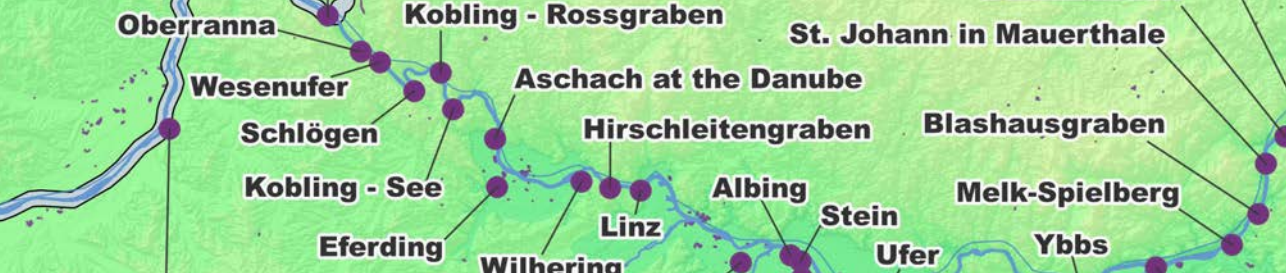 Oberranna
Kobling - Rossgraben
St. Johann in Mauerthale
Wesenufer
Aschach at the Danube
Schlögen
Hirschleitengraben
Blashausgraben
Kobling - See
Albing
Melk-Spielberg
Linz
Stein
Eferding
Wilhering
Ufer
Ybbs